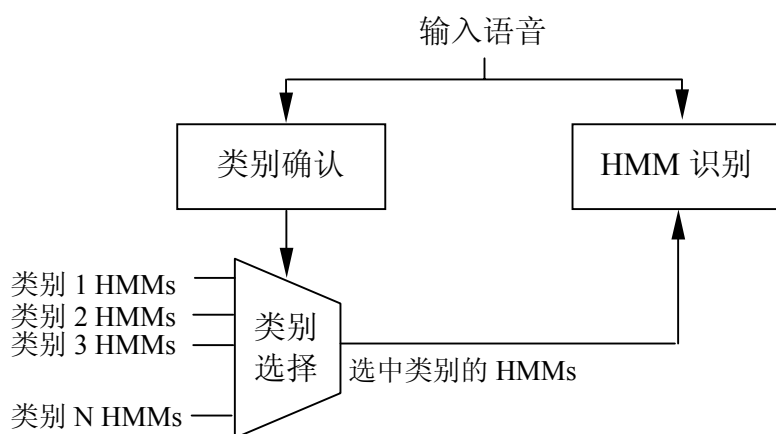 输入语音
类别确认
HMM 识别
类别 1 HMMs
类别 2 HMMs
类别 3 HMMs
类别 N HMMs
类别
选择
选中类别的 HMMs